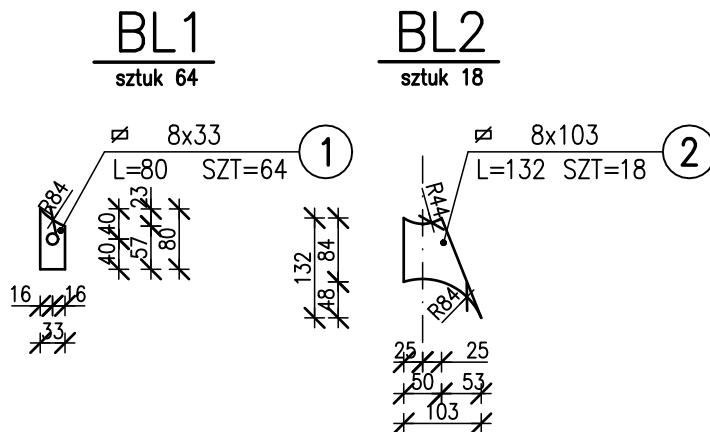 BL1
sztuk 64
8x33
1
L=80 SZT=64
R84
40 40
57 23
80
16 16
33
BL2
sztuk 18
8x103
2
L=132 SZT=18
R44
R84
132
48 84
25 25
50 53
103